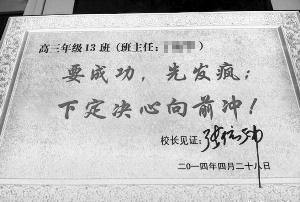 高三年级13班（班主任：）
要成功，先发疯；
下定决心向前冲！
校长见证：
二〇一四年四月二十八日